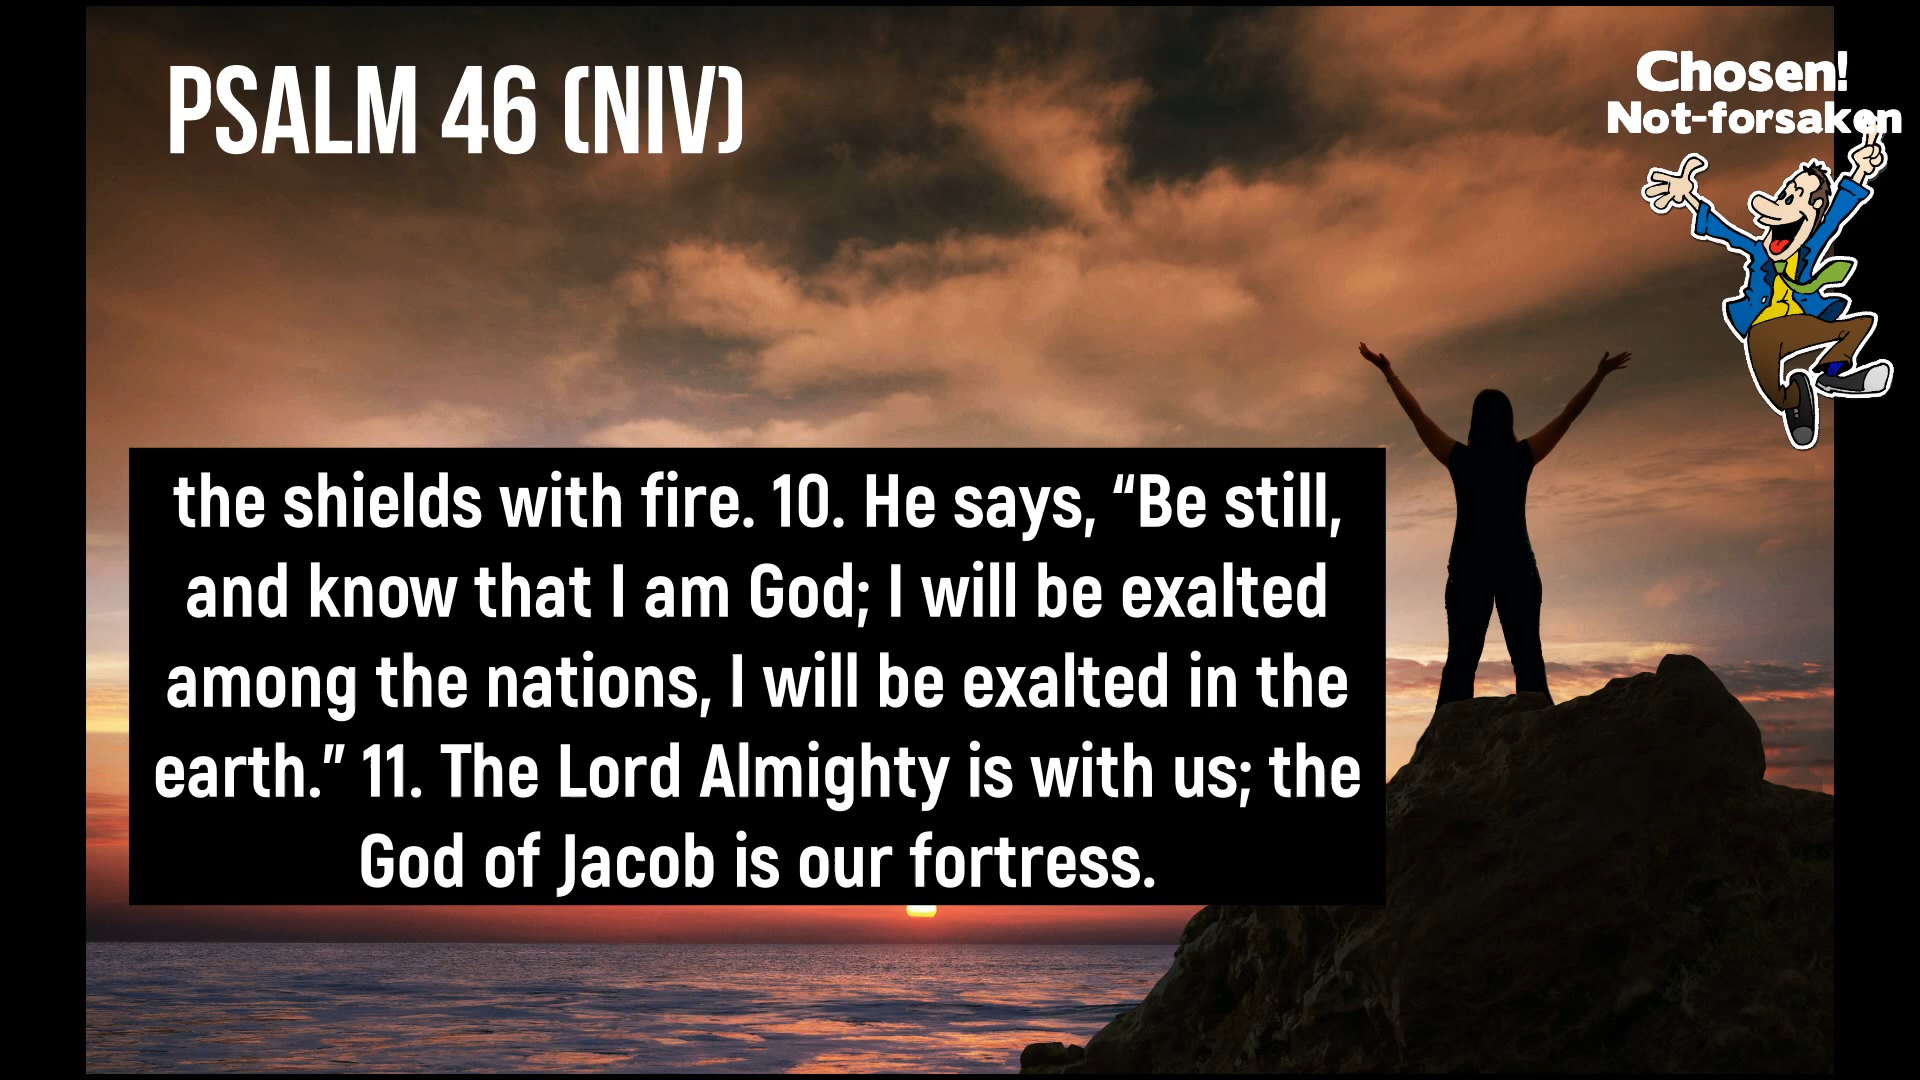 PSALM 46 (NIV)
Chosen!
Not-forsaken
the shields with fire. 10. He says, “Be still,
and know that I am God; I will be exalted
among the nations, I will be exalted in the
earth.” 11. The Lord Almighty is with us; the
God of Jacob is our fortress.